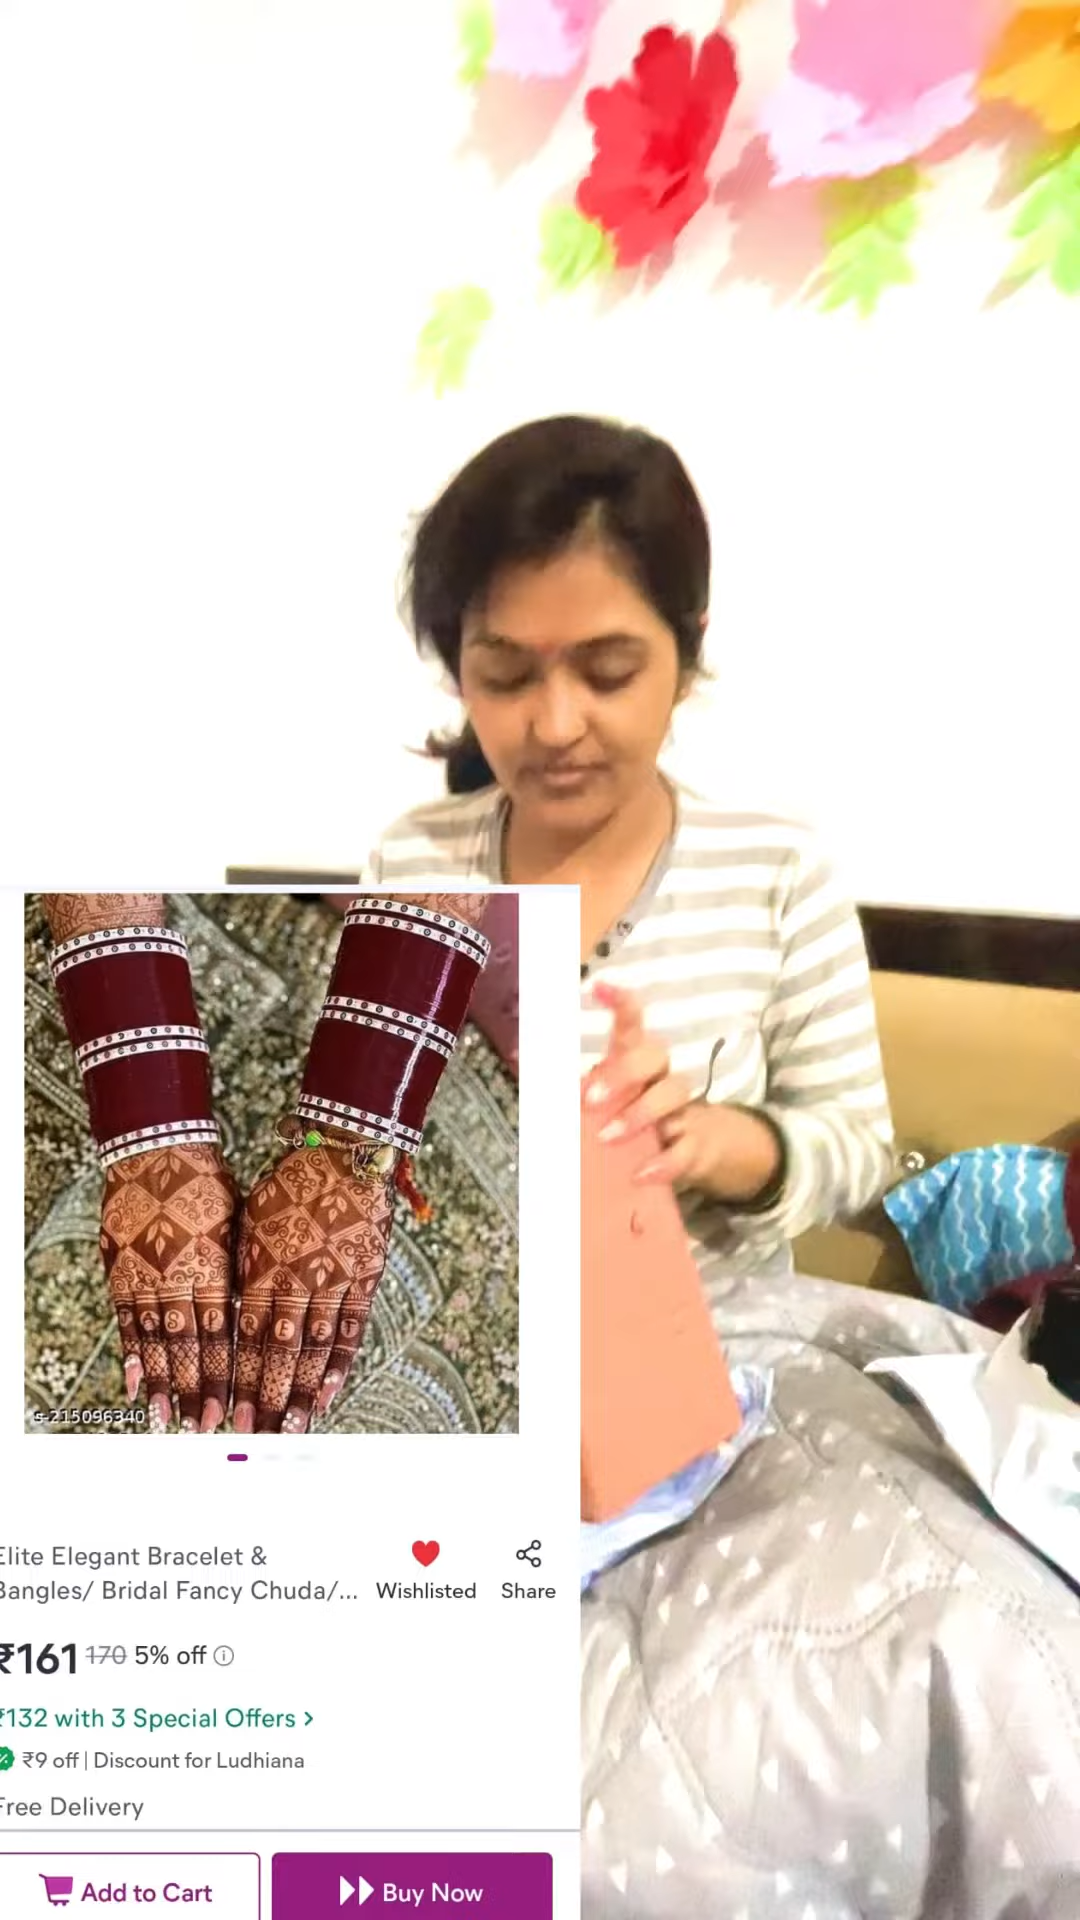 s-215096340
Elite Elegant Bracelet &
Bangles/ Bridal Fancy Chuda/...
Wishlisted
Share
₹161 170 5% off
₹132 with 3 Special Offers >
₹9 off | Discount for Ludhiana
Free Delivery
Add to Cart
Buy Now